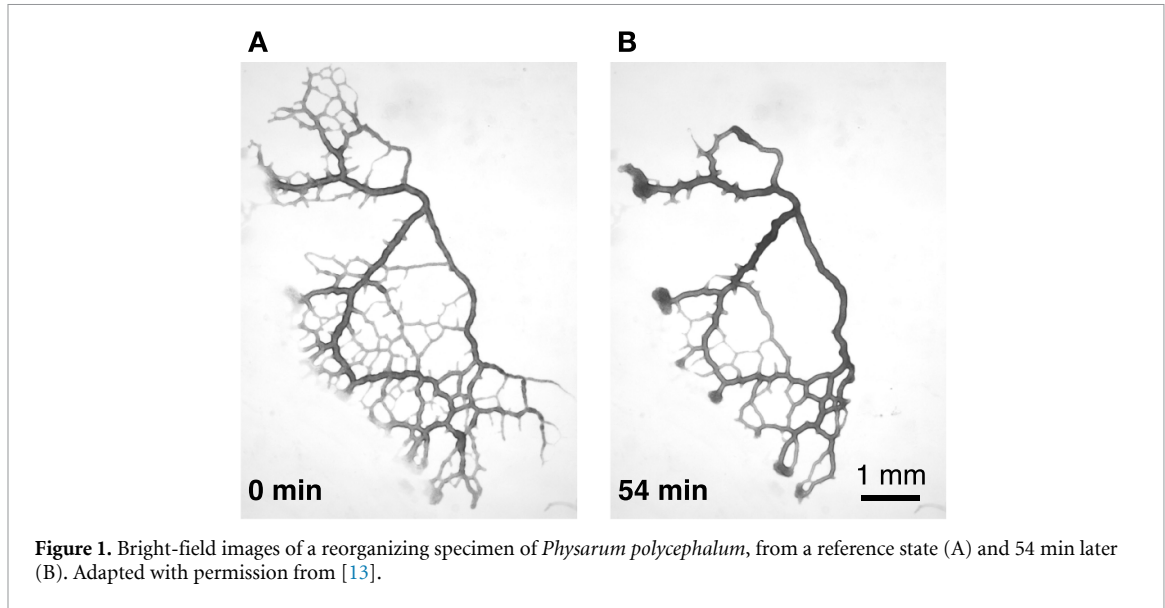 A
B
0 min
54 min
1 mm
Figure 1. Bright-field images of a reorganizing specimen of Physarum polycephalum, from a reference state (A) and 54 min later
(B). Adapted with permission from [13].